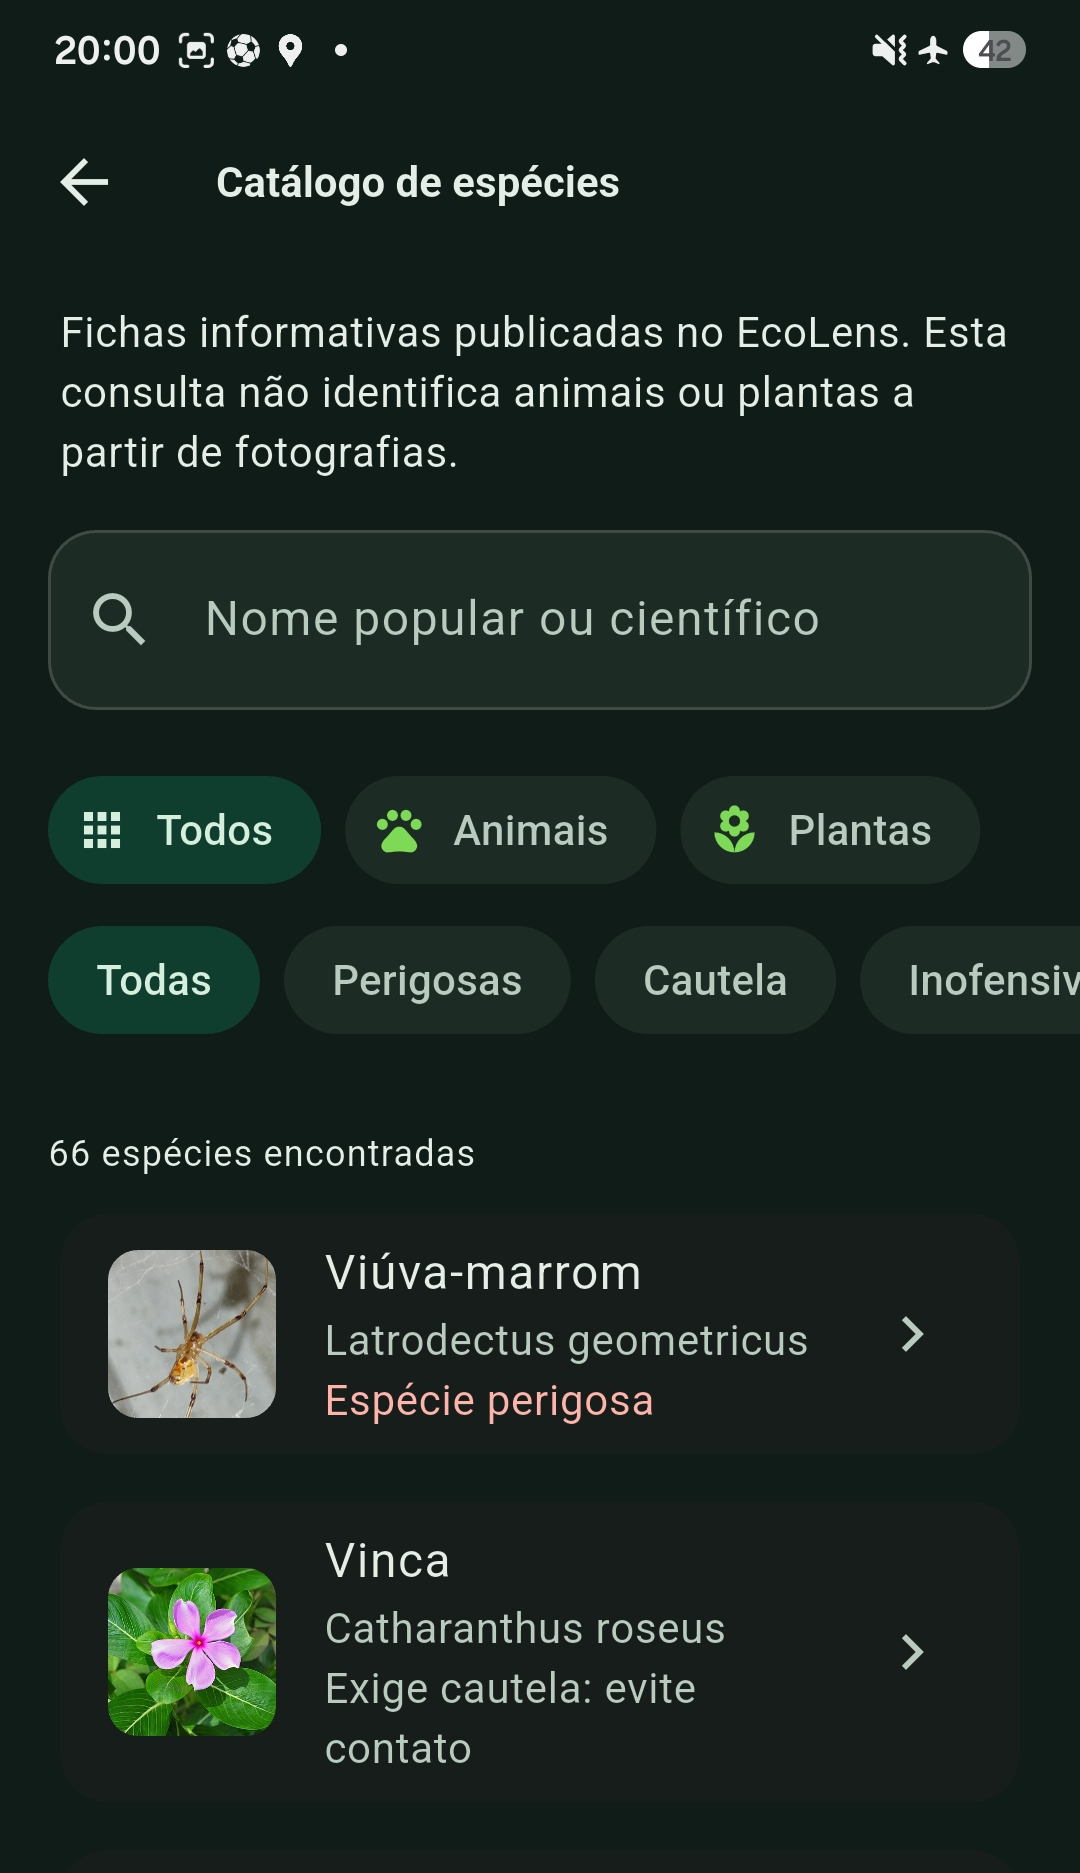 20:00
42
Catálogo de espécies
Fichas informativas publicadas no EcoLens. Esta
consulta não identifica animais ou plantas a
partir de fotografias.
Nome popular ou científico
Todos Animais Plantas
Todas Perigosas Cautela Inofensiv
66 espécies encontradas
Viúva-marrom
Latrodectus geometricus
Espécie perigosa
Vinca
Catharanthus roseus
Exige cautela: evite
contato